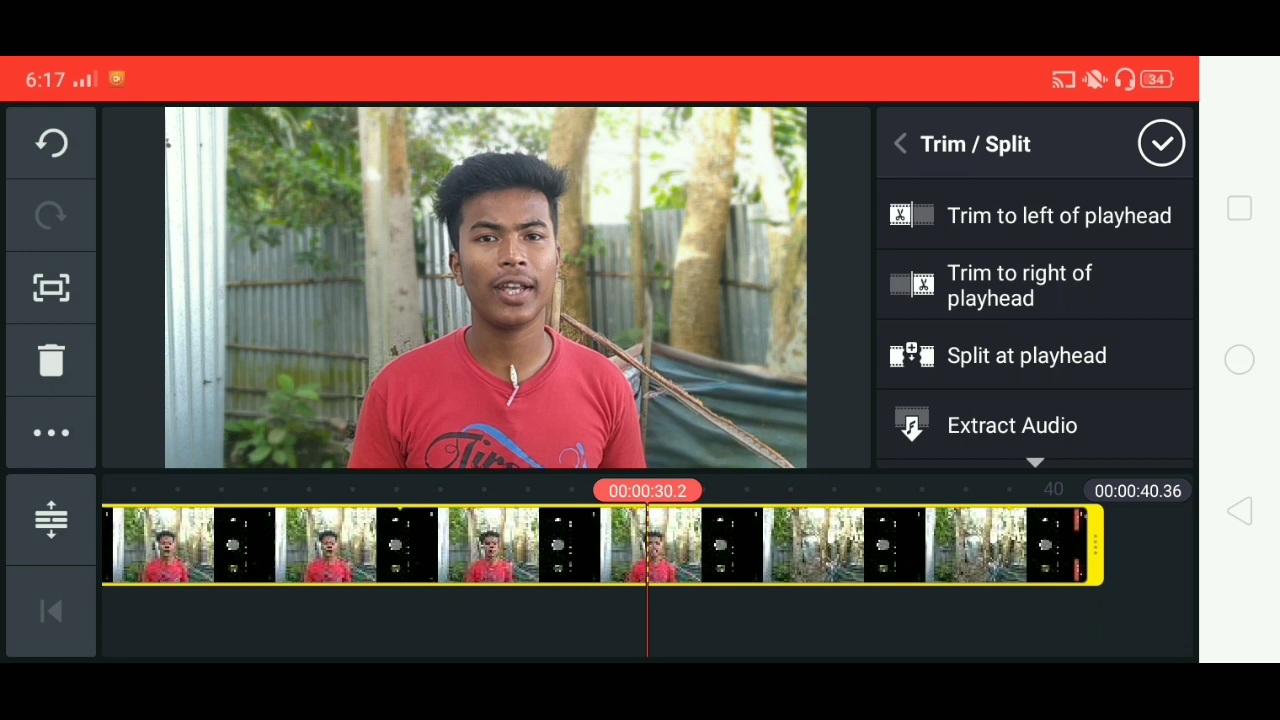 6:17
34
Trim / Split
Trim to left of playhead
Trim to right of
playhead
Split at playhead
Extract Audio
00:00:30.2
40
00:00:40.36